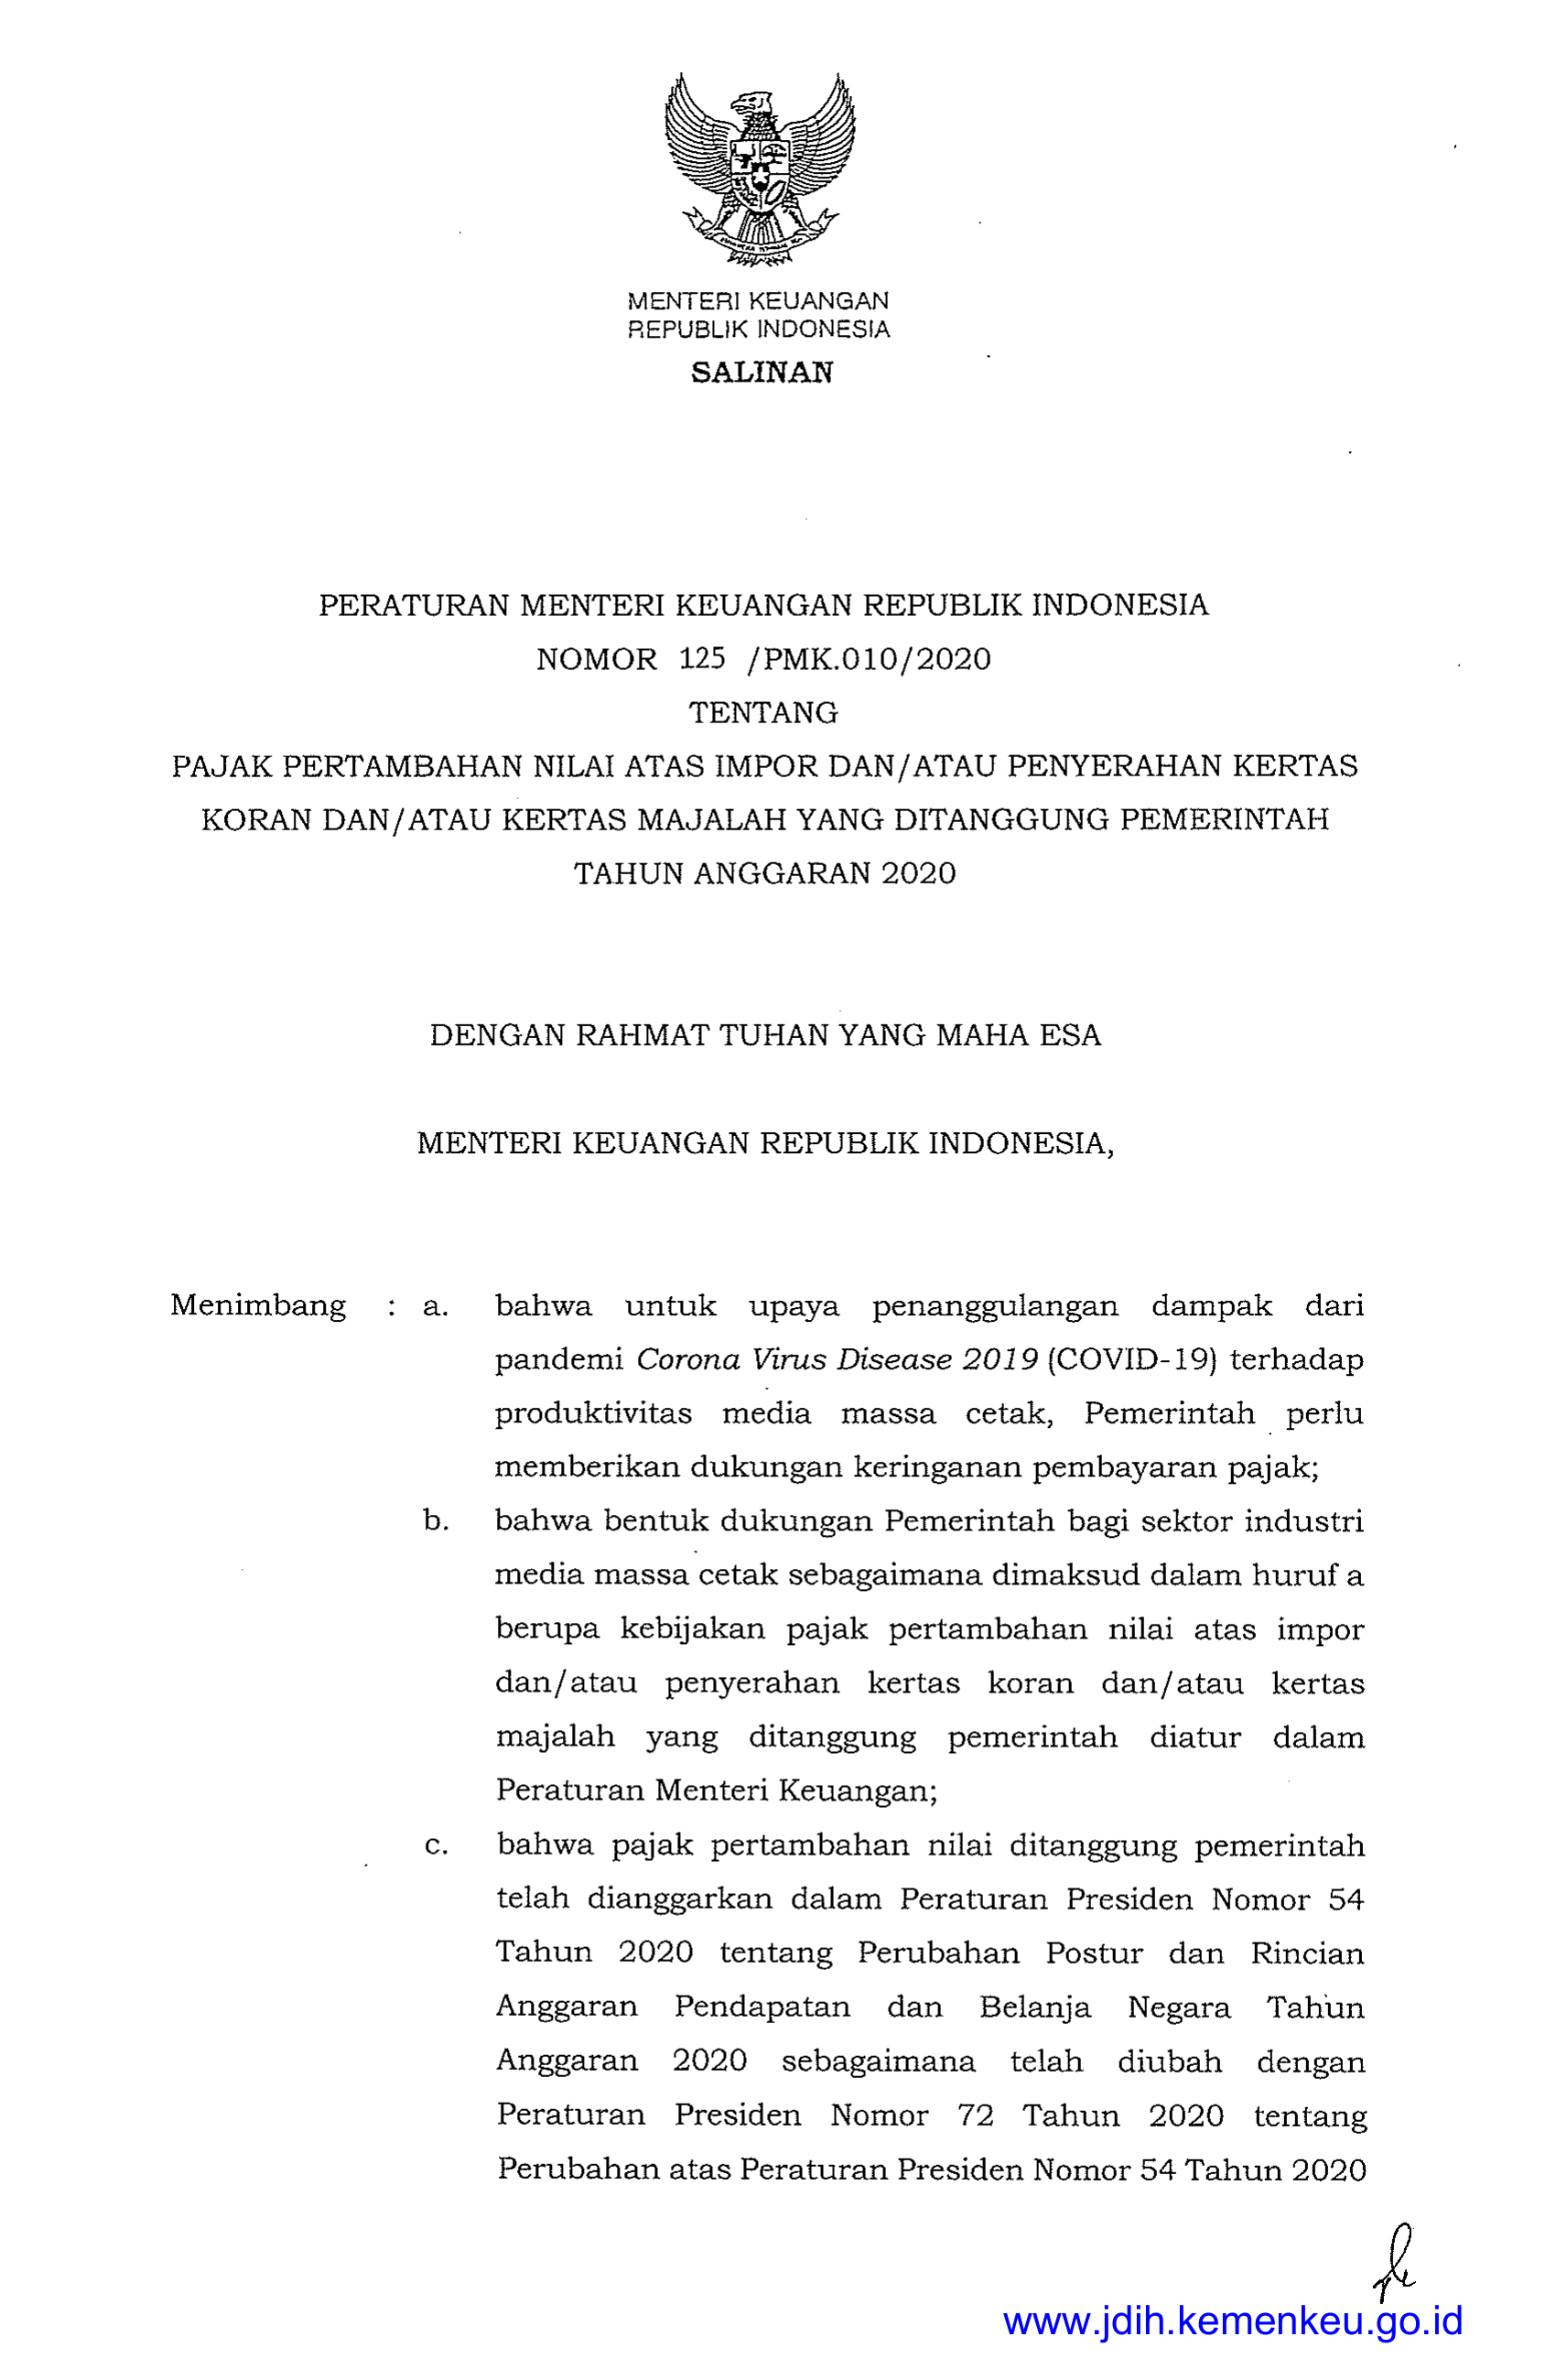 MENTERI KEUANGAN
REPUBLIK INDONESIA
SALINAN
PERATURAN MENTERI KEUANGAN REPUBLIK INDONESIA
NOMOR 125 /PMK.010/2020
TENTANG
PAJAK PERTAMBAHAN NILAI ATAS IMPOR DAN/ATAU PENYERAHAN KERTAS
KORAN DAN/ATAU KERTAS MAJALAH YANG DITANGGUNG PEMERINTAH
TAHUN ANGGARAN 2020
DENGAN RAHMAT TUHAN YANG MAHA ESA
MENTERI KEUANGAN REPUBLIK INDONESIA,
Menimbang : a. bahwa untuk upaya penanggulangan dampak dari
pandemi Corona Virus Disease 2019 (COVID-19) terhadap
produktivitas media massa cetak, Pemerintah perlu
memberikan dukungan keringanan pembayaran pajak;
b. bahwa bentuk dukungan Pemerintah bagi sektor industri
media massa cetak sebagaimana dimaksud dalam huruf a
berupa kebijakan pajak pertambahan nilai atas impor
dan/atau penyerahan kertas koran dan/atau kertas
majalah yang ditanggung pemerintah diatur dalam
Peraturan Menteri Keuangan;
c. bahwa pajak pertambahan nilai ditanggung pemerintah
telah dianggarkan dalam Peraturan Presiden Nomor 54
Tahun 2020 tentang Perubahan Postur dan Rincian
Anggaran Pendapatan dan Belanja Negara Tahun
Anggaran 2020 sebagaimana telah diubah dengan
Peraturan Presiden Nomor 72 Tahun 2020 tentang
Perubahan atas Peraturan Presiden Nomor 54 Tahun 2020
www.jdih.kemenkeu.go.id